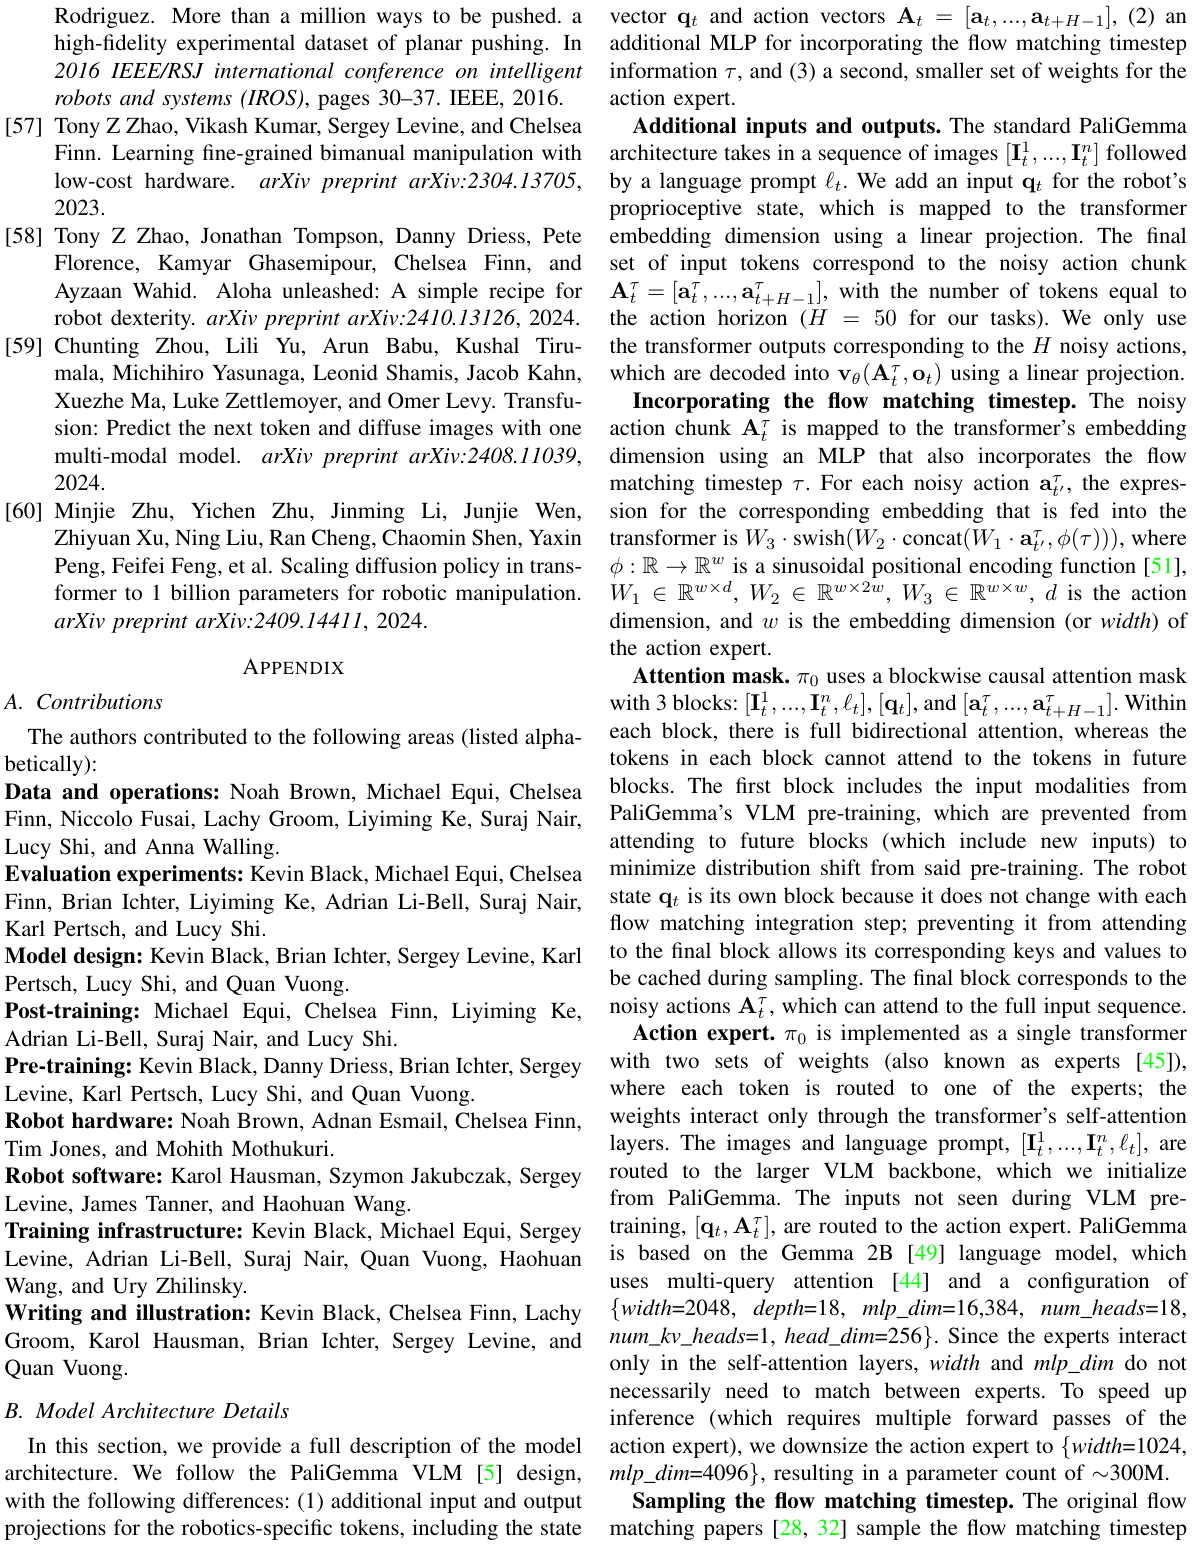 Rodriguez. More than a million ways to be pushed. a
high-fidelity experimental dataset of planar pushing. In
2016 IEEE/RSJ international conference on intelligent
robots and systems (IROS), pages 30–37. IEEE, 2016.
[57] Tony Z Zhao, Vikash Kumar, Sergey Levine, and Chelsea
Finn. Learning fine-grained bimanual manipulation with
low-cost hardware. arXiv preprint arXiv:2304.13705,
2023.
[58] Tony Z Zhao, Jonathan Tompson, Danny Driess, Pete
Florence, Kamyar Ghasemipour, Chelsea Finn, and
Ayzaan Wahid. Aloha unleashed: A simple recipe for
robot dexterity. arXiv preprint arXiv:2410.13126, 2024.
[59] Chunting Zhou, Lili Yu, Arun Babu, Kushal Tiru-
mala, Michihiro Yasunaga, Leonid Shamis, Jacob Kahn,
Xuezhe Ma, Luke Zettlemoyer, and Omer Levy. Transfu-
sion: Predict the next token and diffuse images with one
multi-modal model. arXiv preprint arXiv:2408.11039,
2024.
[60] Minjie Zhu, Yichen Zhu, Jinming Li, Junjie Wen,
Zhiyuan Xu, Ning Liu, Ran Cheng, Chaomin Shen, Yaxin
Peng, Feifei Feng, et al. Scaling diffusion policy in trans-
former to 1 billion parameters for robotic manipulation.
arXiv preprint arXiv:2409.14411, 2024.
APPENDIX
A. Contributions
The authors contributed to the following areas (listed alpha-
betically):
Data and operations: Noah Brown, Michael Equi, Chelsea
Finn, Niccolo Fusai, Lachy Groom, Liyiming Ke, Suraj Nair,
Lucy Shi, and Anna Walling.
Evaluation experiments: Kevin Black, Michael Equi, Chelsea
Finn, Brian Ichter, Liyiming Ke, Adrian Li-Bell, Suraj Nair,
Karl Pertsch, and Lucy Shi.
Model design: Kevin Black, Brian Ichter, Sergey Levine, Karl
Pertsch, Lucy Shi, and Quan Vuong.
Post-training: Michael Equi, Chelsea Finn, Liyiming Ke,
Adrian Li-Bell, Suraj Nair, and Lucy Shi.
Pre-training: Kevin Black, Danny Driess, Brian Ichter, Sergey
Levine, Karl Pertsch, Lucy Shi, and Quan Vuong.
Robot hardware: Noah Brown, Adnan Esmail, Chelsea Finn,
Tim Jones, and Mohith Mothukuri.
Robot software: Karol Hausman, Szymon Jakubczak, Sergey
Levine, James Tanner, and Haohuan Wang.
Training infrastructure: Kevin Black, Michael Equi, Sergey
Levine, Adrian Li-Bell, Suraj Nair, Quan Vuong, Haohuan
Wang, and Ury Zhilinsky.
Writing and illustration: Kevin Black, Chelsea Finn, Lachy
Groom, Karol Hausman, Brian Ichter, Sergey Levine, and
Quan Vuong.
B. Model Architecture Details
In this section, we provide a full description of the model
architecture. We follow the PaliGemma VLM [5] design,
with the following differences: (1) additional input and output
projections for the robotics-specific tokens, including the state
vector q_t and action vectors A_t = [a_t, ..., a_{t+H−1}], (2) an
additional MLP for incorporating the flow matching timestep
information τ, and (3) a second, smaller set of weights for the
action expert.
Additional inputs and outputs. The standard PaliGemma
architecture takes in a sequence of images [I_t^1, ..., I_t^n] followed
by a language prompt ℓ_t. We add an input q_t for the robot's
proprioceptive state, which is mapped to the transformer
embedding dimension using a linear projection. The final
set of input tokens correspond to the noisy action chunk
A_t^τ = [a_t^τ, ..., a_{t+H−1}^τ], with the number of tokens equal to
the action horizon (H = 50 for our tasks). We only use
the transformer outputs corresponding to the H noisy actions,
which are decoded into v_θ(A_t^τ, o_t) using a linear projection.
Incorporating the flow matching timestep. The noisy
action chunk A_t^τ is mapped to the transformer's embedding
dimension using an MLP that also incorporates the flow
matching timestep τ. For each noisy action a_{t'}^τ, the expres-
sion for the corresponding embedding that is fed into the
transformer is W_3 · swish(W_2 · concat(W_1 · a_{t'}^τ, φ(τ))), where
φ : ℝ → ℝ^w is a sinusoidal positional encoding function [51],
W_1 ∈ ℝ^{w×d}, W_2 ∈ ℝ^{w×2w}, W_3 ∈ ℝ^{w×w}, d is the action
dimension, and w is the embedding dimension (or width) of
the action expert.
Attention mask. π_0 uses a blockwise causal attention mask
with 3 blocks: [I_t^1, ..., I_t^n, ℓ_t], [q_t], and [a_t^τ, ..., a_{t+H−1}^τ]. Within
each block, there is full bidirectional attention, whereas the
tokens in each block cannot attend to the tokens in future
blocks. The first block includes the input modalities from
PaliGemma's VLM pre-training, which are prevented from
attending to future blocks (which include new inputs) to
minimize distribution shift from said pre-training. The robot
state q_t is its own block because it does not change with each
flow matching integration step; preventing it from attending
to the final block allows its corresponding keys and values to
be cached during sampling. The final block corresponds to the
noisy actions A_t^τ, which can attend to the full input sequence.
Action expert. π_0 is implemented as a single transformer
with two sets of weights (also known as experts [45]),
where each token is routed to one of the experts; the
weights interact only through the transformer's self-attention
layers. The images and language prompt, [I_t^1, ..., I_t^n, ℓ_t], are
routed to the larger VLM backbone, which we initialize
from PaliGemma. The inputs not seen during VLM pre-
training, [q_t, A_t^τ], are routed to the action expert. PaliGemma
is based on the Gemma 2B [49] language model, which
uses multi-query attention [44] and a configuration of
{width=2048, depth=18, mlp_dim=16,384, num_heads=18,
num_kv_heads=1, head_dim=256}. Since the experts interact
only in the self-attention layers, width and mlp_dim do not
necessarily need to match between experts. To speed up
inference (which requires multiple forward passes of the
action expert), we downsize the action expert to {width=1024,
mlp_dim=4096}, resulting in a parameter count of ∼300M.
Sampling the flow matching timestep. The original flow
matching papers [28, 32] sample the flow matching timestep